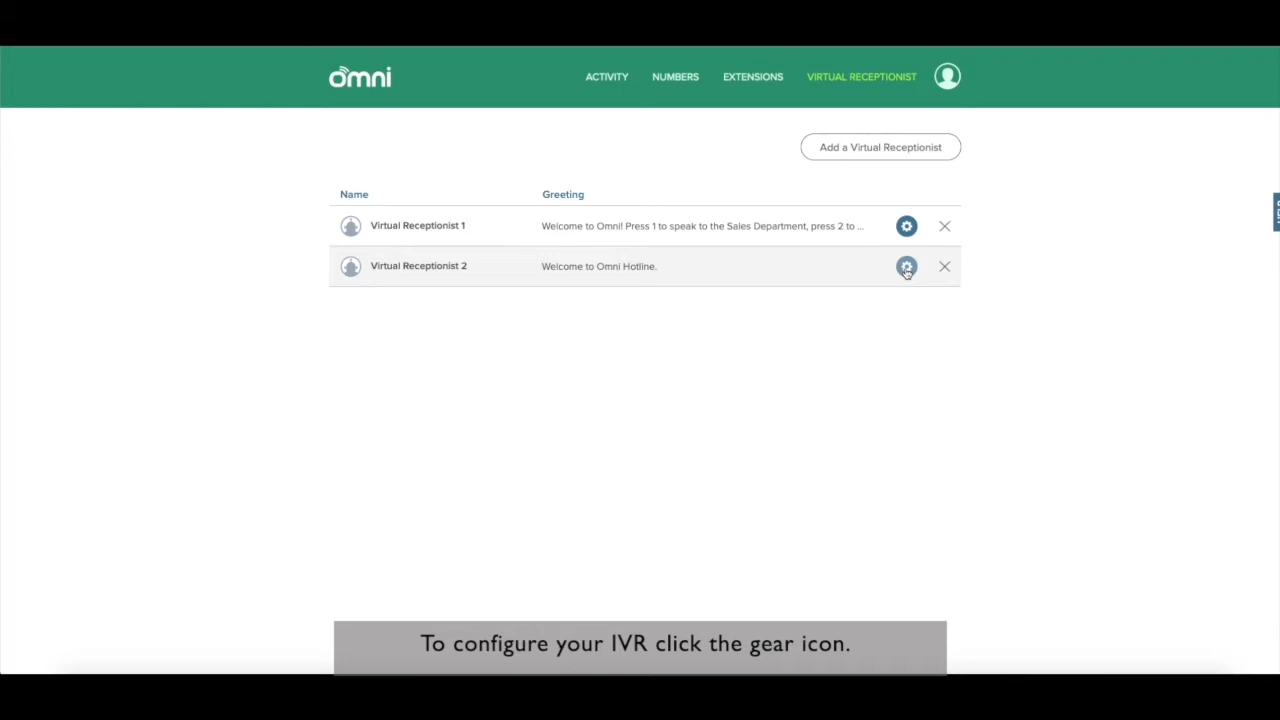 omni
ACTIVITY NUMBERS EXTENSIONS VIRTUAL RECEPTIONIST
Add a Virtual Receptionist
Name Greeting
Virtual Receptionist 1 Welcome to Omni! Press 1 to speak to the Sales Department, press 2 to ...
Virtual Receptionist 2 Welcome to Omni Hotline.
To configure your IVR click the gear icon.